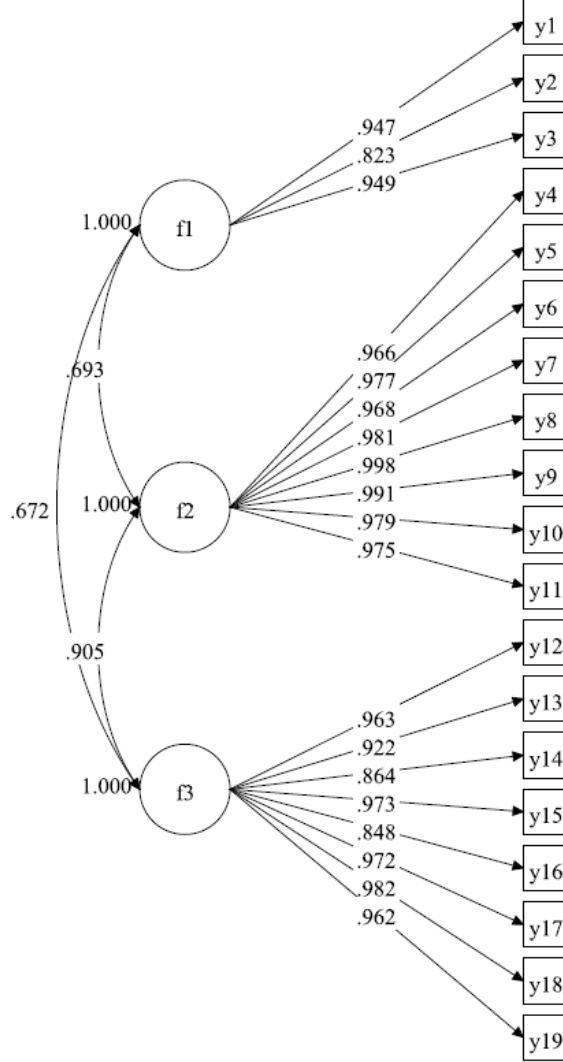 y1
y2
.947
y3
.823
.949
y4
1.000
f1
y5
y6
.966
y7
.693
.977
.968
y8
.981
.998
y9
.991
1.000
f2
.672
.979
y10
.975
y11
y12
.905
y13
.963
.922
y14
.864
1.000
f3
.973
y15
.848
.972
y16
.982
.962
y17
y18
y19